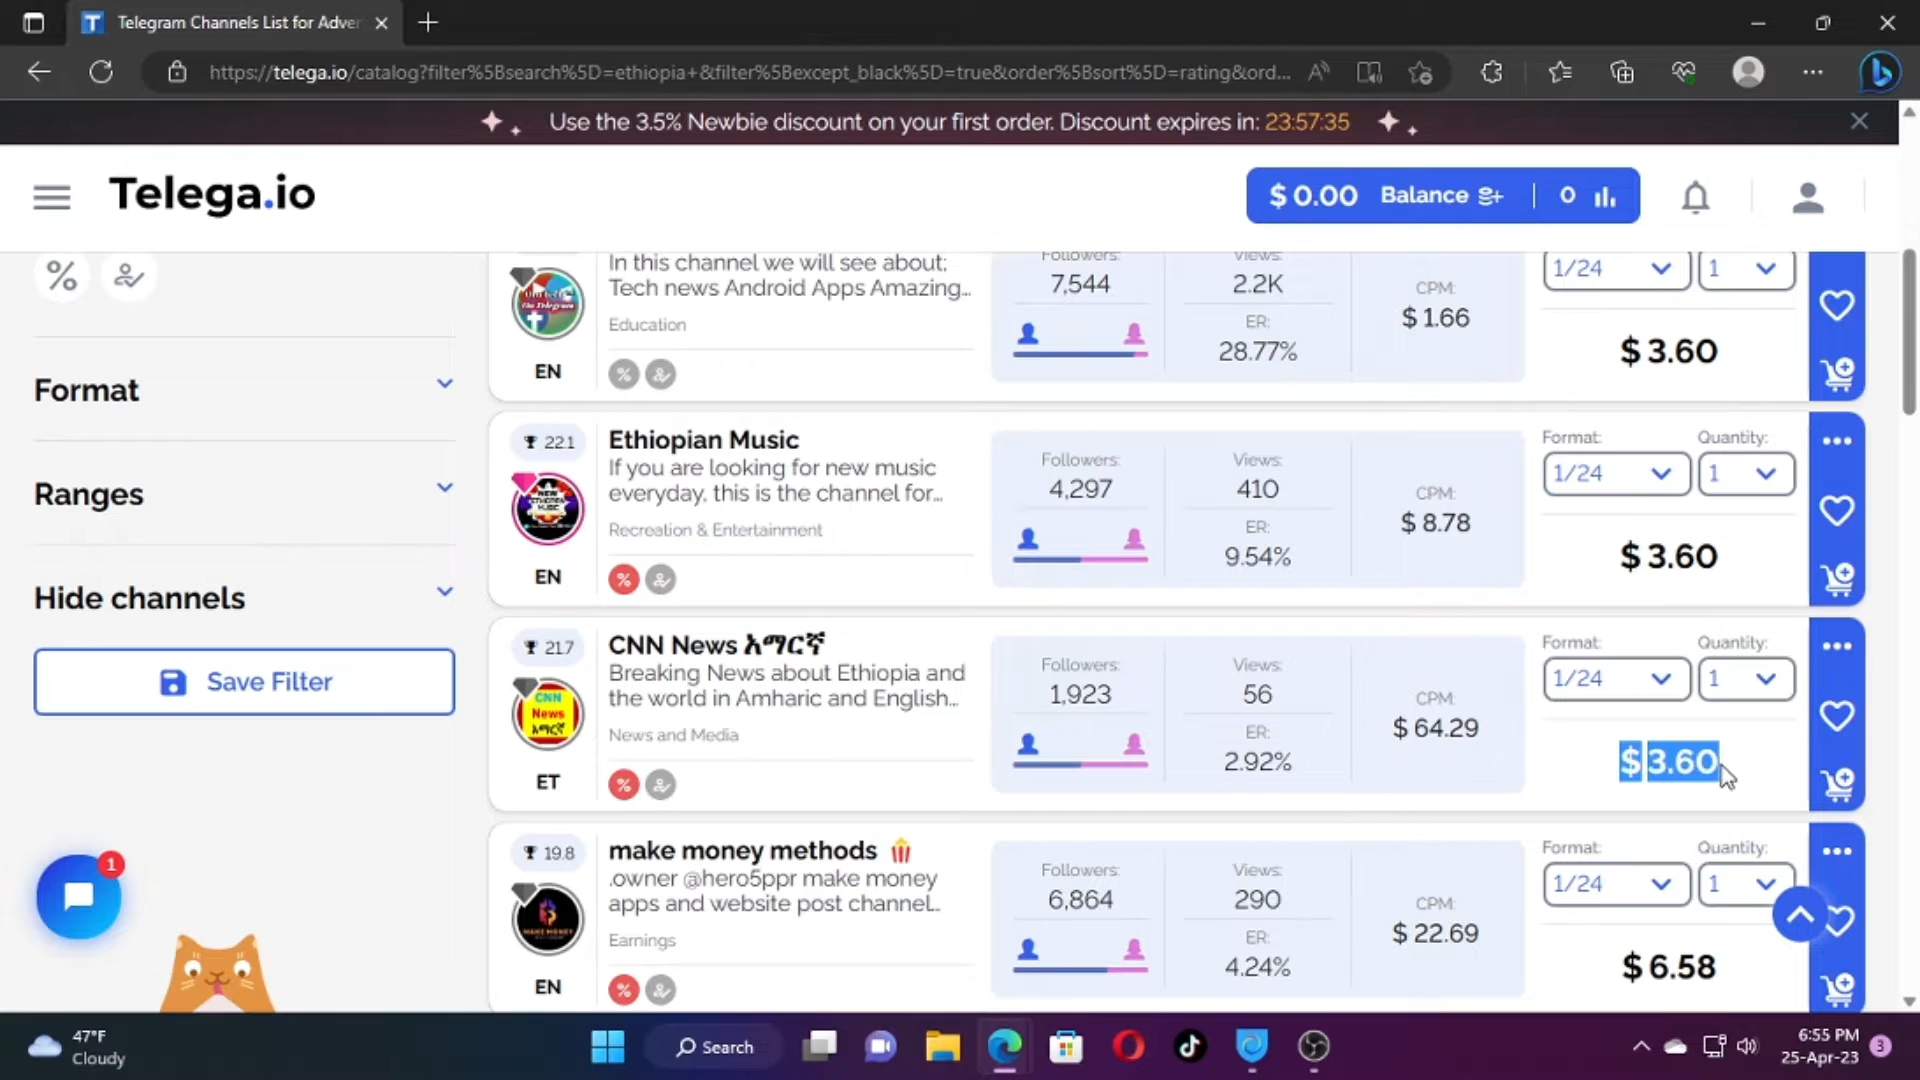 Telegram Channels List for Adver
https://telega.io/catalog?filter%5Bsearch%5D=ethiopia+&filter%5Bexcept_black%5D=true&order%5Bsort%5D=rating&ord...
Use the 3.5% Newbie discount on your first order. Discount expires in: 23:57:35
Telega.io
$ 0.00 Balance
0
Format
Ranges
Hide channels
Save Filter
1
In this channel we will see about;
Tech news Android Apps Amazing...
Education
EN
Followers:
7,544
Views:
2.2K
ER:
28.77%
CPM:
$ 1.66
1/24
1
$ 3.60
22.1
Ethiopian Music
If you are looking for new music
everyday, this is the channel for...
Recreation & Entertainment
EN
Followers:
4,297
Views:
410
ER:
9.54%
CPM:
$ 8.78
Format:
Quantity:
1/24
1
$ 3.60
21.7
CNN News አማርኛ
Breaking News about Ethiopia and
the world in Amharic and English...
News and Media
CNN
News
አማርኛ
ET
Followers:
1,923
Views:
56
ER:
2.92%
CPM:
$ 64.29
Format:
Quantity:
1/24
1
$ 3.60
19.8
make money methods
.owner @hero5ppr make money
apps and website post channel...
Earnings
EN
Followers:
6,864
Views:
290
ER:
4.24%
CPM:
$ 22.69
Format:
Quantity:
1/24
1
$ 6.58
47°F
Cloudy
Search
6:55 PM
25-Apr-23
3